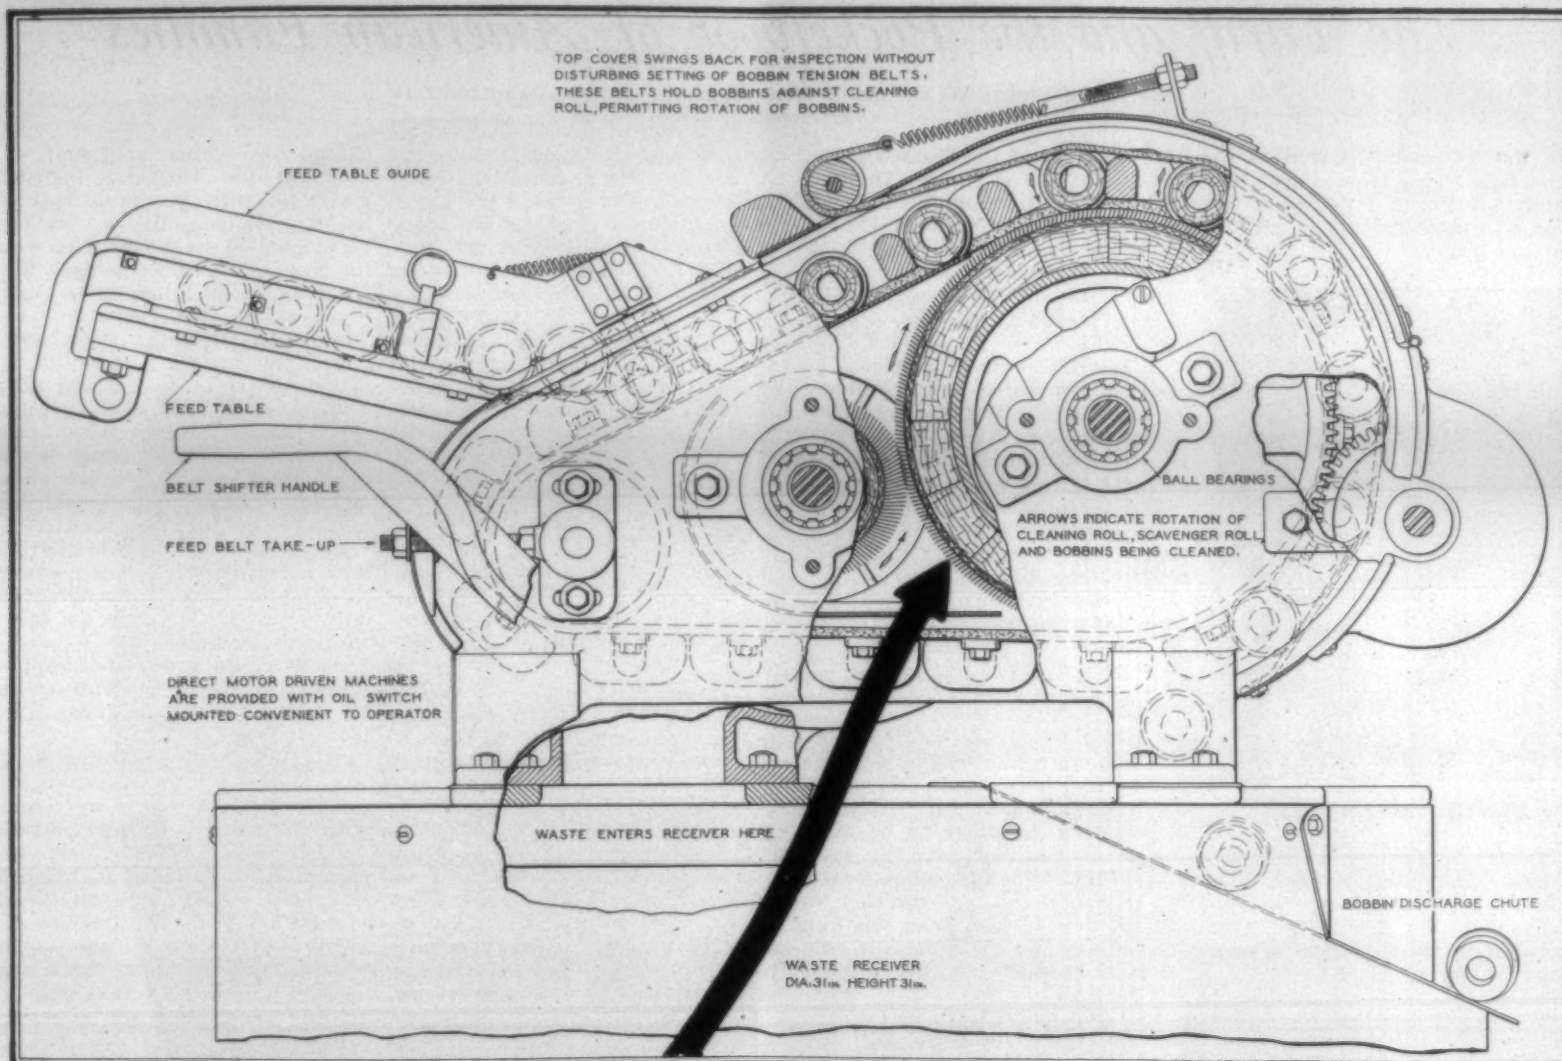 TOP COVER SWINGS BACK FOR INSPECTION WITHOUT
DISTURBING SETTING OF BOBBIN TENSION BELTS.
THESE BELTS HOLD BOBBINS AGAINST CLEANING
ROLL, PERMITTING ROTATION OF BOBBINS.
FEED TABLE GUIDE
FEED TABLE
BELT SHIFTER HANDLE
BALL BEARINGS
ARROWS INDICATE ROTATION OF
CLEANING ROLL, SCAVENGER ROLL,
AND BOBBINS BEING CLEANED.
FEED BELT TAKE-UP
DIRECT MOTOR DRIVEN MACHINES
ARE PROVIDED WITH OIL SWITCH
MOUNTED CONVENIENT TO OPERATOR
WASTE ENTERS RECEIVER HERE
BOBBIN DISCHARGE CHUTE
WASTE RECEIVER
DIA. 31 IN. HEIGHT 31 IN.